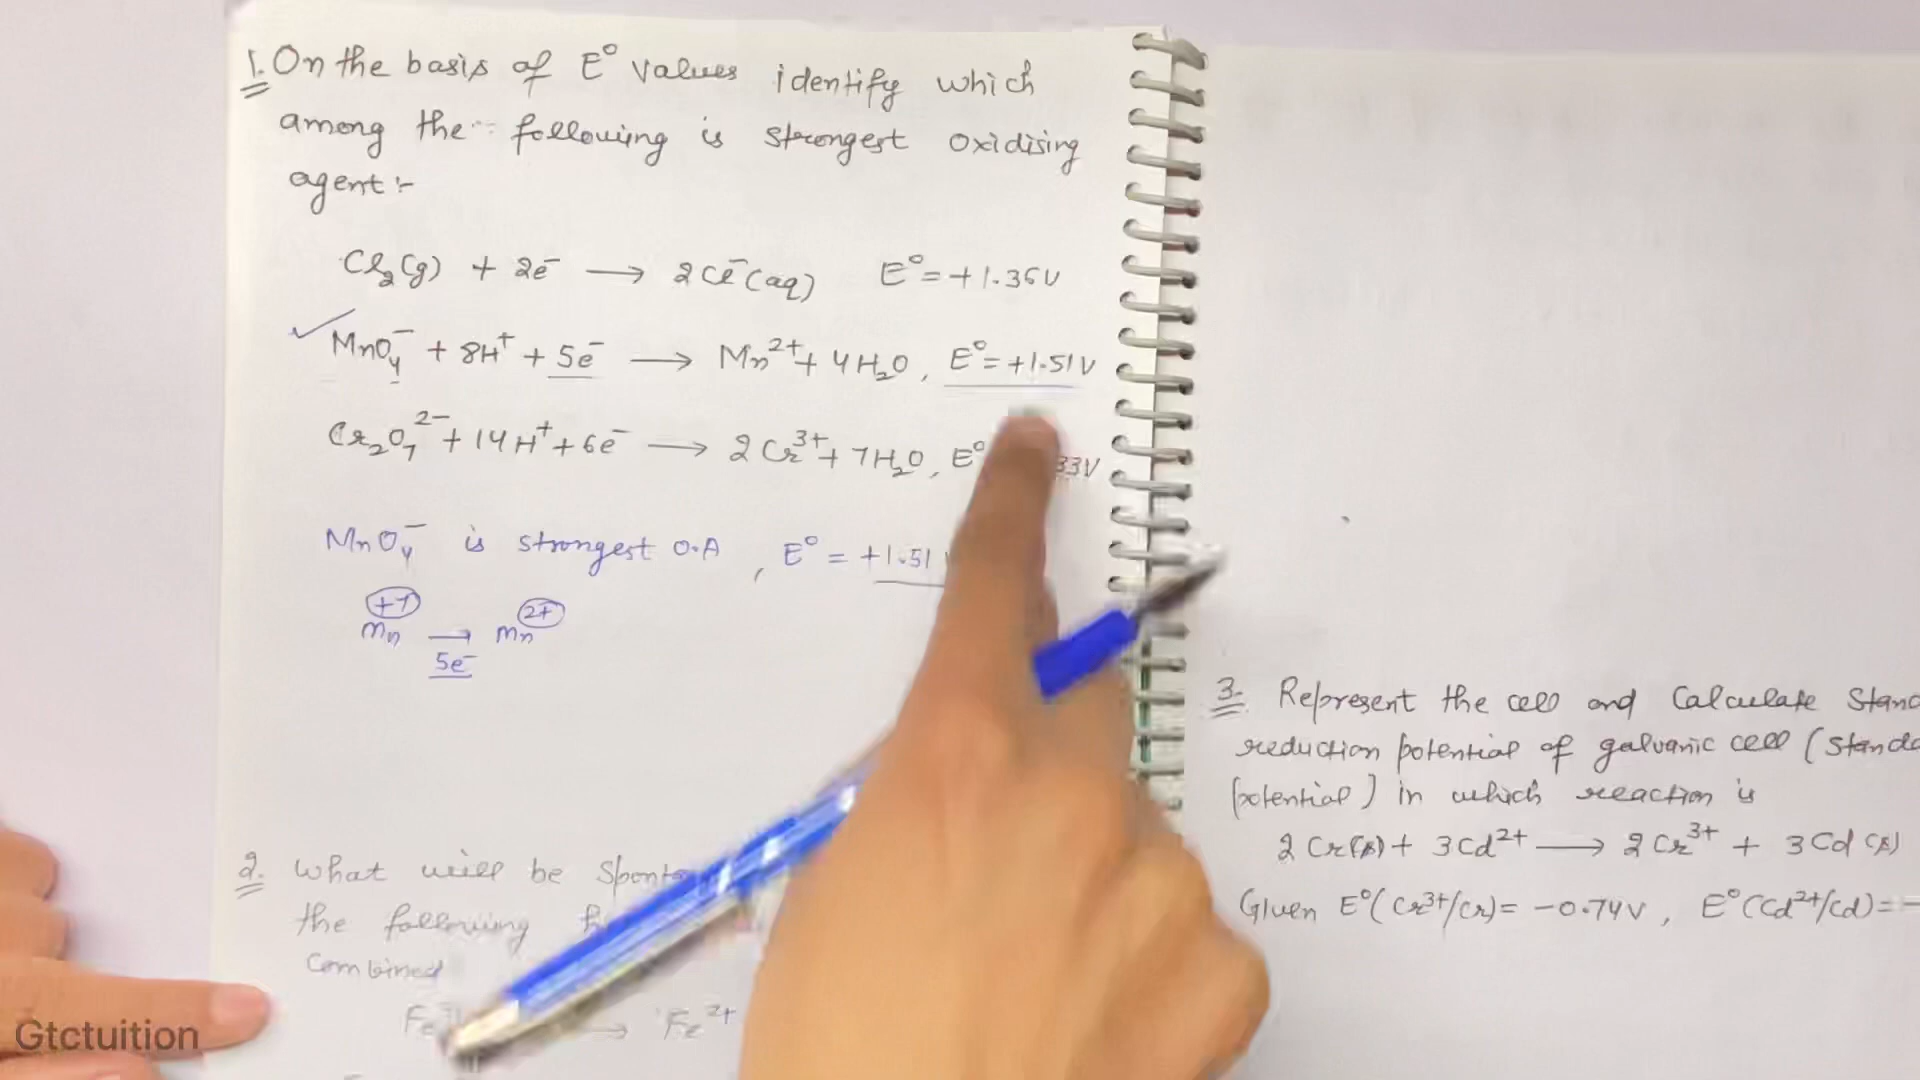 1. On the basis of E° values identify which
among the following is strongest oxidising
agent:-
Cl₂(g) + 2e⁻ ⟶ 2Cl⁻(aq) E° = +1.36V
✓MnO₄⁻ + 8H⁺ + 5e⁻ ⟶ Mn²⁺ + 4H₂O, E° = +1.51V
Cr₂O₇²⁻ + 14H⁺ + 6e⁻ ⟶ 2Cr³⁺ + 7H₂O, E° 33V
MnO₄⁻ is strongest O.A, E° = +1.51
+7 2+
Mn ⟶ Mn
5e⁻
2. What will be
the following
combined
Fe ⟶ Fe²⁺
3. Represent the cell and Calculate Stand
reduction potential of galvanic cell (Standa
potential) in which reaction is
2Cr(s) + 3Cd²⁺ ⟶ 2Cr³⁺ + 3Cd(s)
Given E°(Cr³⁺/Cr) = -0.74V, E°(Cd²⁺/Cd) = -
Gtctuition